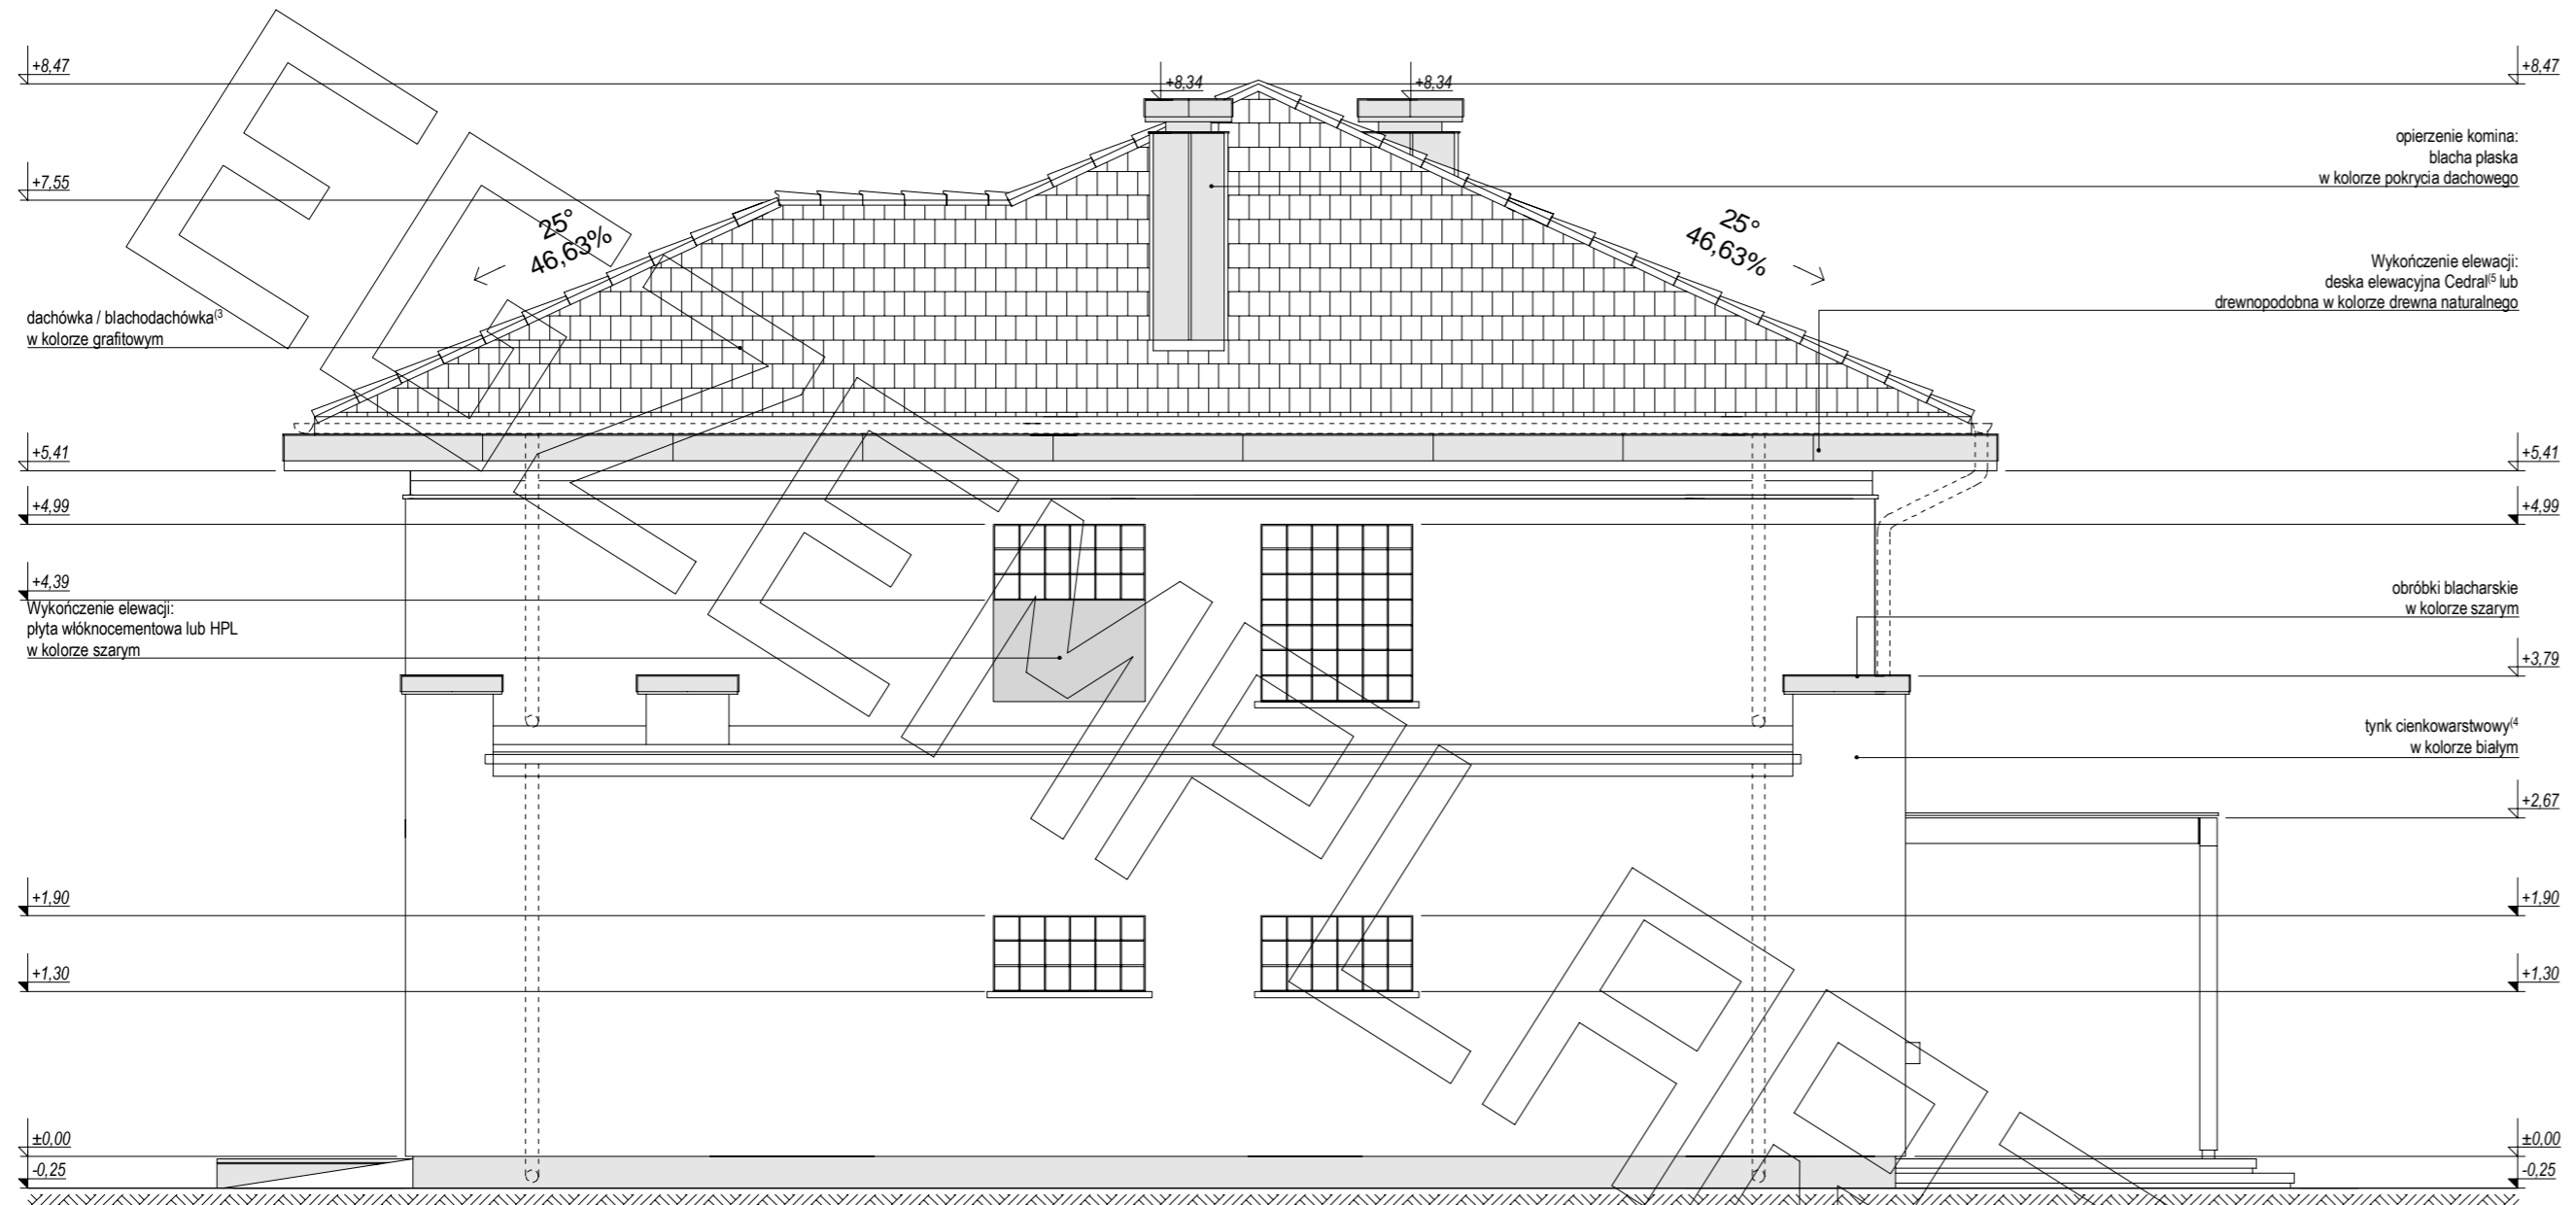 +8,47
+8,34
+8,34
+8,47
opierzenie komina:
blacha płaska
w kolorze pokrycia dachowego
+7,55
25°
46,63%
25°
46,63%
Wykończenie elewacji:
deska elewacyjna Cedral(5 lub
drewnopodobna w kolorze drewna naturalnego
dachówka / blachodachówka(3
w kolorze grafitowym
+5,41
+5,41
+4,99
+4,99
+4,39
Wykończenie elewacji:
płyta włóknocementowa lub HPL
w kolorze szarym
obróbki blacharskie
w kolorze szarym
+3,79
tynk cienkowarstwowy(4
w kolorze białym
+2,67
+1,90
+1,90
+1,30
+1,30
±0,00
±0,00
-0,25
-0,25